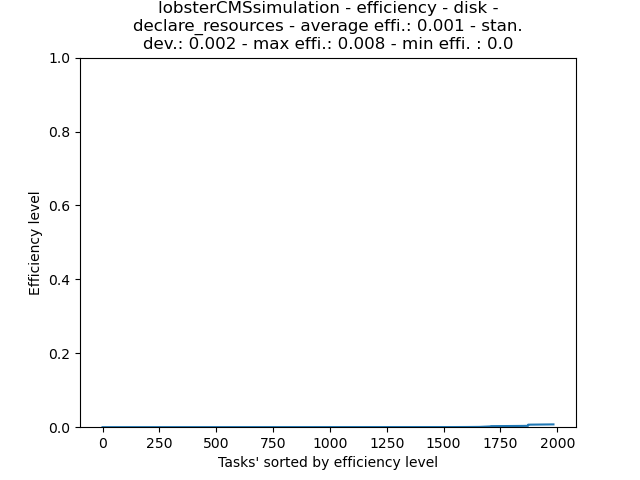 lobsterCMSsimulation - efficiency - disk -
declare_resources - average effi.: 0.001 - stan.
dev.: 0.002 - max effi.: 0.008 - min effi. : 0.0
1.0
0.8
0.6
0.4
0.2
0.0
Efficiency level
0 250 500 750 1000 1250 1500 1750 2000
Tasks' sorted by efficiency level